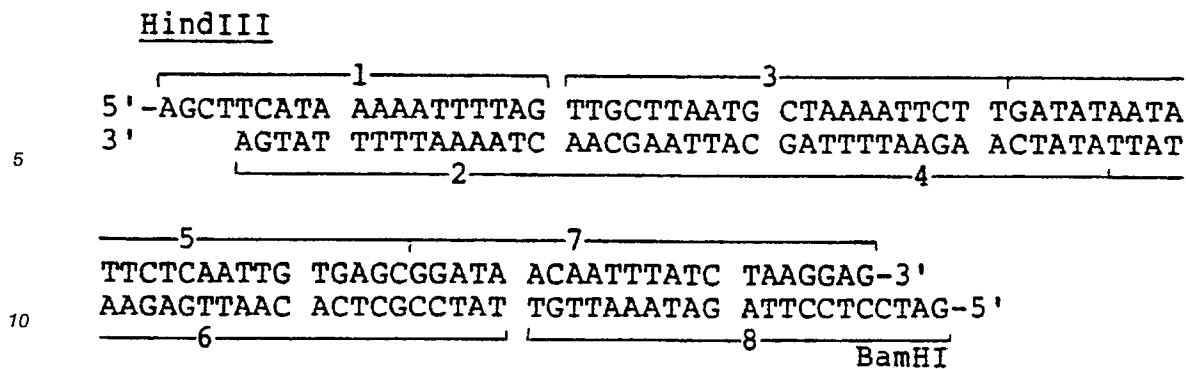 HindIII
1 3
5'-AGCTTCATAA AAAATTTTAG TTGCTTAATG CTAAAATTCT TGATATAATA
3' AGTAT TTTTAAAATC AACGAATTAC GATTTTAAGA ACTATATTAT
5
2 4
5 7
TTCTCAATTG TGAGCGGATA ACAATTTATC TAAGGAG-3'
AAGAGTTAAC ACTCGCCTAT TGTTAAATAG ATTCCTCCTAG-5'
10
6 8
BamHI